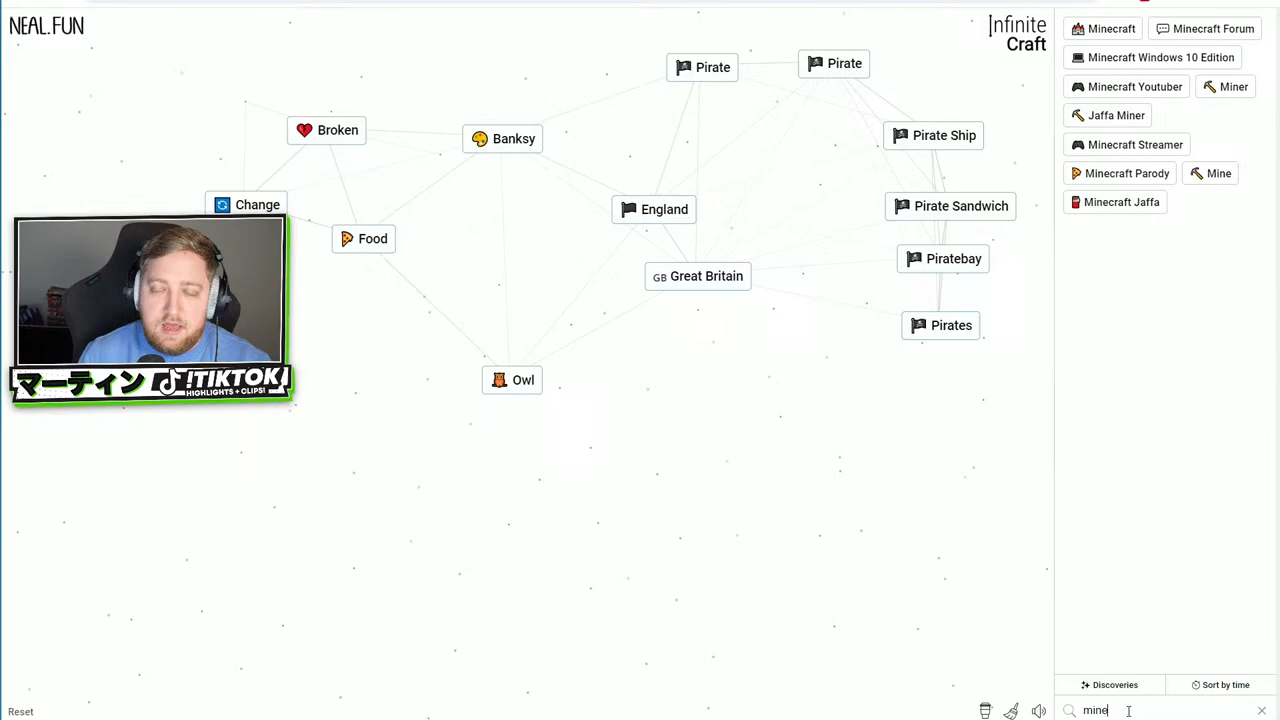 NEAL.FUN
Infinite
Craft
Pirate
Pirate
Broken
Banksy
Pirate Ship
Change
England
Pirate Sandwich
Food
Piratebay
GB Great Britain
Pirates
Owl
マーティン
!TIKTOK
HIGHLIGHTS + CLIPS!
Minecraft
Minecraft Forum
Minecraft Windows 10 Edition
Minecraft Youtuber
Miner
Jaffa Miner
Minecraft Streamer
Minecraft Parody
Mine
Minecraft Jaffa
Discoveries
Sort by time
Reset
mine